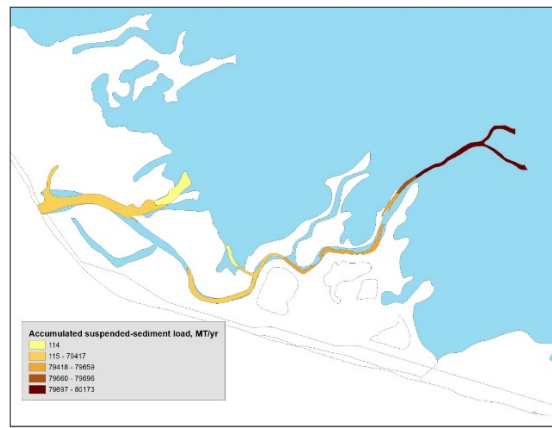 Accumulated suspended-sediment load, MT/yr
114
115 - 79417
79418 - 79659
79660 - 79696
79697 - 80173